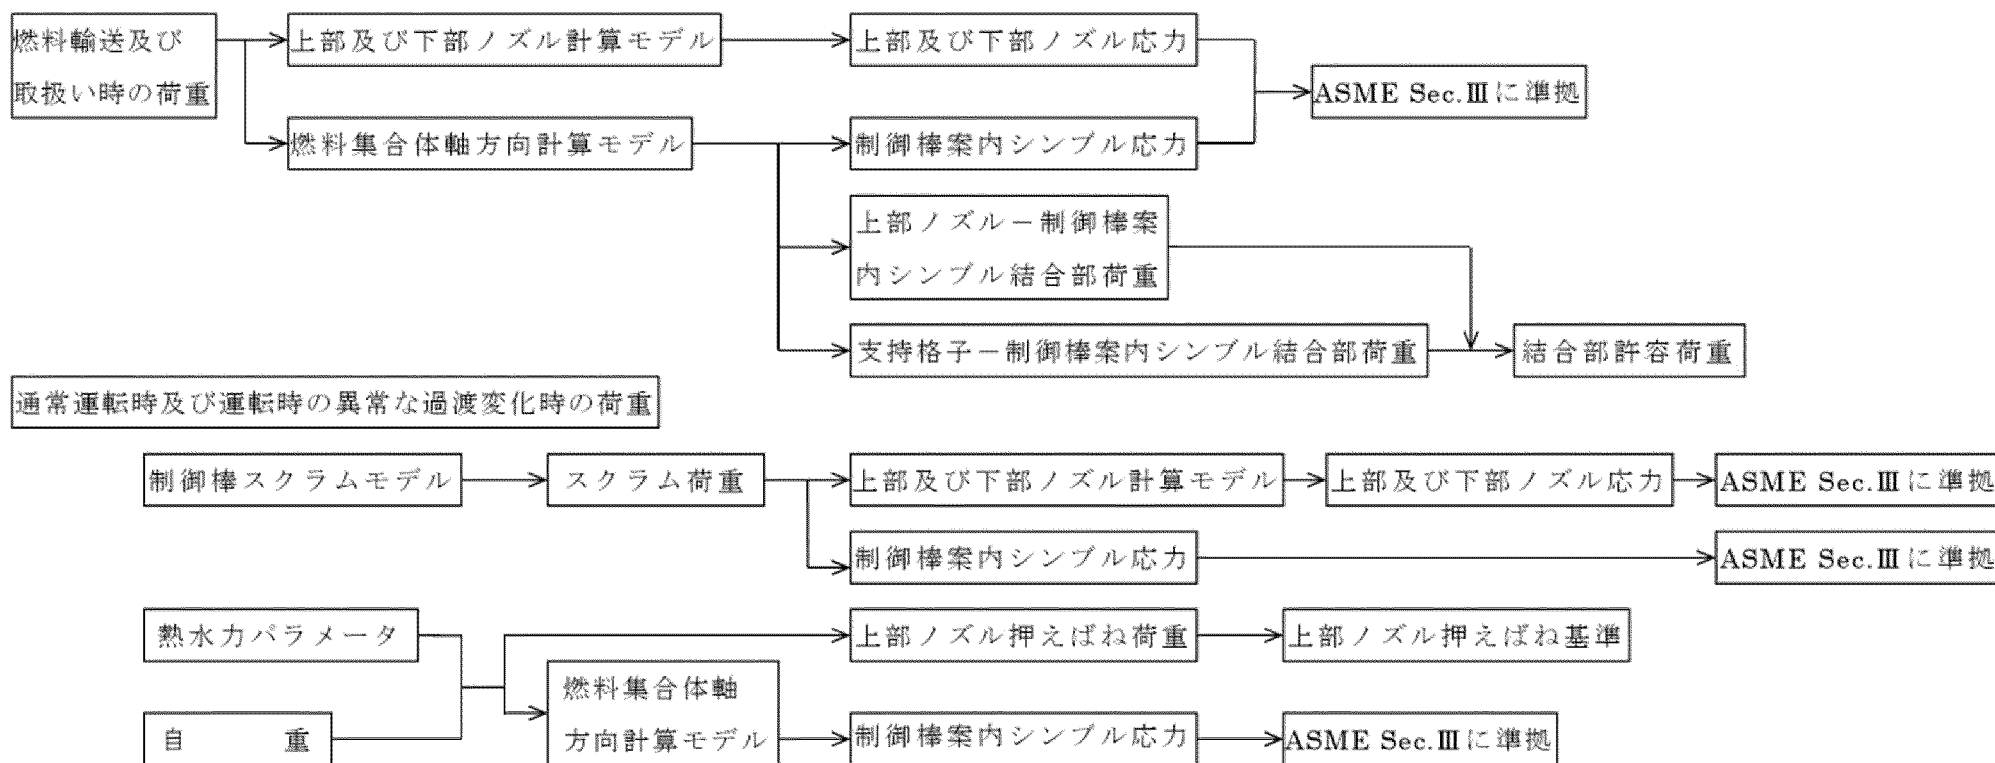 燃料輸送及び
取扱い時の荷重
上部及び下部ノズル計算モデル
上部及び下部ノズル応力
ASME Sec.Ⅲに準拠
燃料集合体軸方向計算モデル
制御棒案内シンブル応力
上部ノズル－制御棒案
内シンブル結合部荷重
支持格子－制御棒案内シンブル結合部荷重
結合部許容荷重
通常運転時及び運転時の異常な過渡変化時の荷重
制御棒スクラムモデル
スクラム荷重
上部及び下部ノズル計算モデル
上部及び下部ノズル応力
ASME Sec.Ⅲに準拠
制御棒案内シンブル応力
ASME Sec.Ⅲに準拠
熱水力パラメータ
上部ノズル押えばね荷重
上部ノズル押えばね基準
自　　　重
燃料集合体軸
方向計算モデル
制御棒案内シンブル応力
ASME Sec.Ⅲに準拠